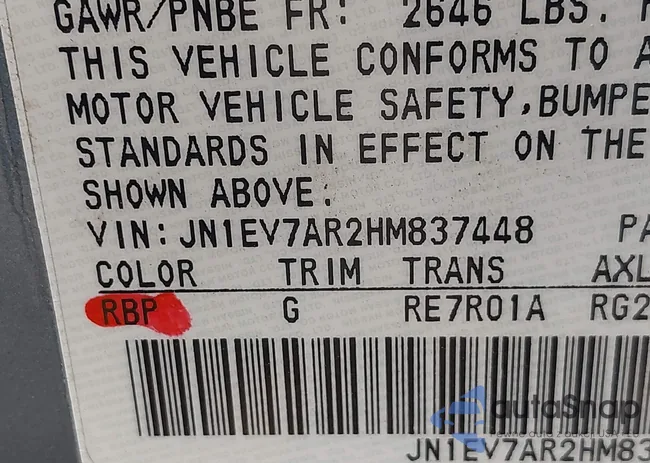 GAWR/PNBE FR: 2646 LBS.
THIS VEHICLE CONFORMS TO A
MOTOR VEHICLE SAFETY, BUMPE
STANDARDS IN EFFECT ON THE
SHOWN ABOVE.
VIN: JN1EV7AR2HM837448 PA
COLOR TRIM TRANS AXL
RBP G RE7R01A RG2
autoSnap
JN1EV7AR2HM83